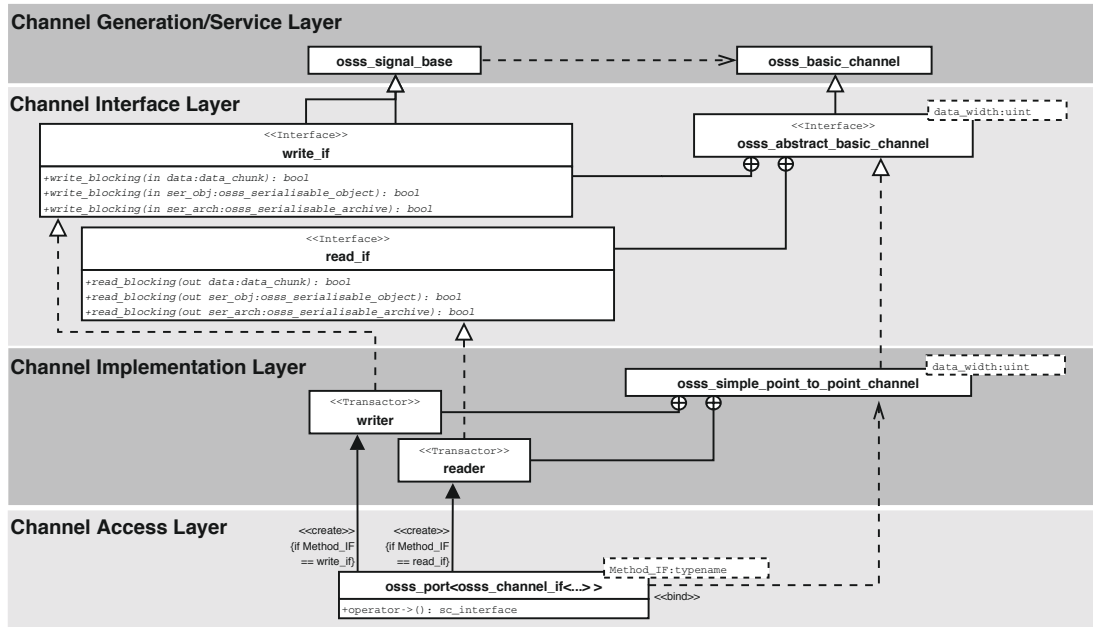 Channel Generation/Service Layer
osss_signal_base
osss_basic_channel
Channel Interface Layer
data_width:uint
<<Interface>>
write_if
+write_blocking(in data:data_chunk): bool
+write_blocking(in ser_obj:osss_serialisable_object): bool
+write_blocking(in ser_arch:osss_serialisable_archive): bool
<<Interface>>
osss_abstract_basic_channel
<<Interface>>
read_if
+read_blocking(out data:data_chunk): bool
+read_blocking(out ser_obj:osss_serialisable_object): bool
+read_blocking(out ser_arch:osss_serialisable_archive): bool
Channel Implementation Layer
data_width:uint
osss_simple_point_to_point_channel
<<Transactor>>
writer
<<Transactor>>
reader
Channel Access Layer
<<create>>
{if Method_IF
== write_if}
<<create>>
{if Method_IF
== read_if}
Method_IF:typename
osss_port<osss_channel_if<...> >
+operator->(): sc_interface
<<bind>>